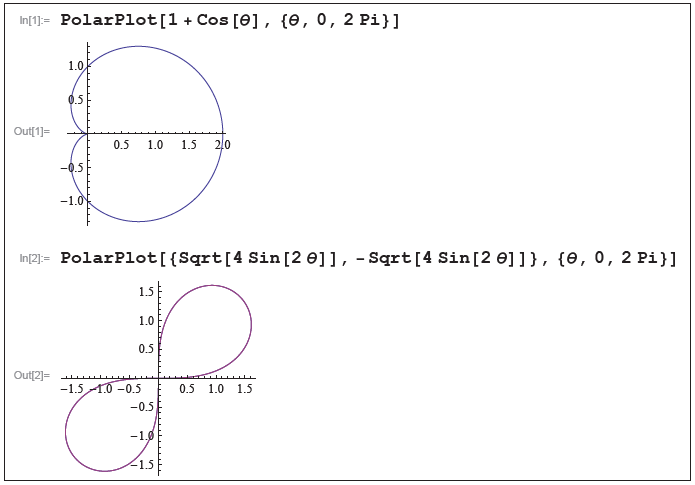 In[1]:= PolarPlot[1 + Cos[θ], {θ, 0, 2 Pi}]
1.0
0.5
Out[1]=
0.5 1.0 1.5 2.0
−0.5
−1.0
In[2]:= PolarPlot[{Sqrt[4 Sin[2 θ]], -Sqrt[4 Sin[2 θ]]}, {θ, 0, 2 Pi}]
1.5
1.0
0.5
Out[2]=
−1.5 −1.0 −0.5 0.5 1.0 1.5
−0.5
−1.0
−1.5